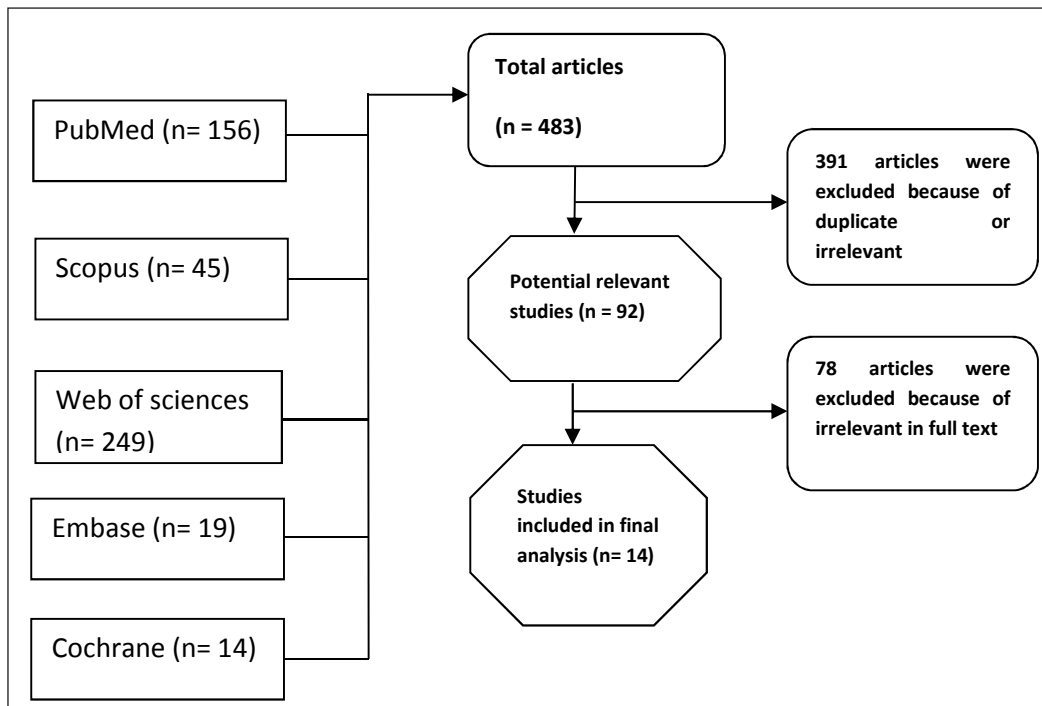 PubMed (n= 156)
Scopus (n= 45)
Web of sciences
(n= 249)
Embase (n= 19)
Cochrane (n= 14)
Total articles
(n = 483)
391 articles were
excluded because of
duplicate or
irrelevant
Potential relevant
studies (n = 92)
78 articles were
excluded because of
irrelevant in full text
Studies
included in final
analysis (n= 14)